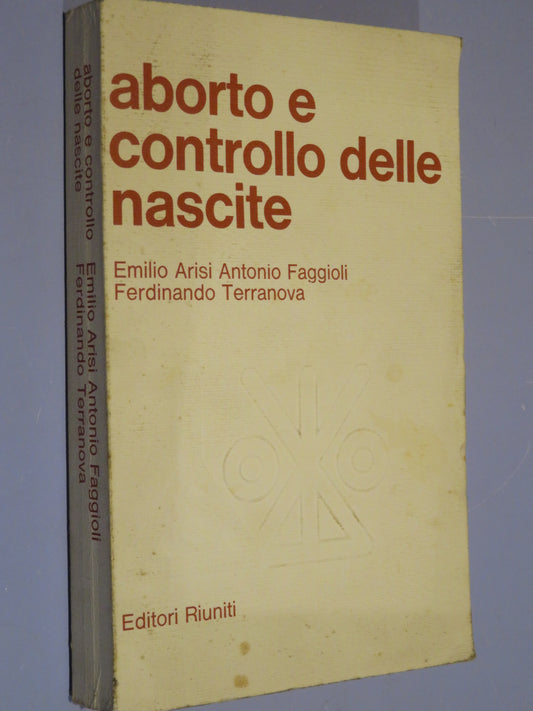 aborto e
controllo delle
nascite
Emilio Arisi Antonio Faggioli
Ferdinando Terranova
Editori Riuniti
aborto e controllo
delle nascite
Emilio Arisi Antonio Faggioli
Ferdinando Terranova